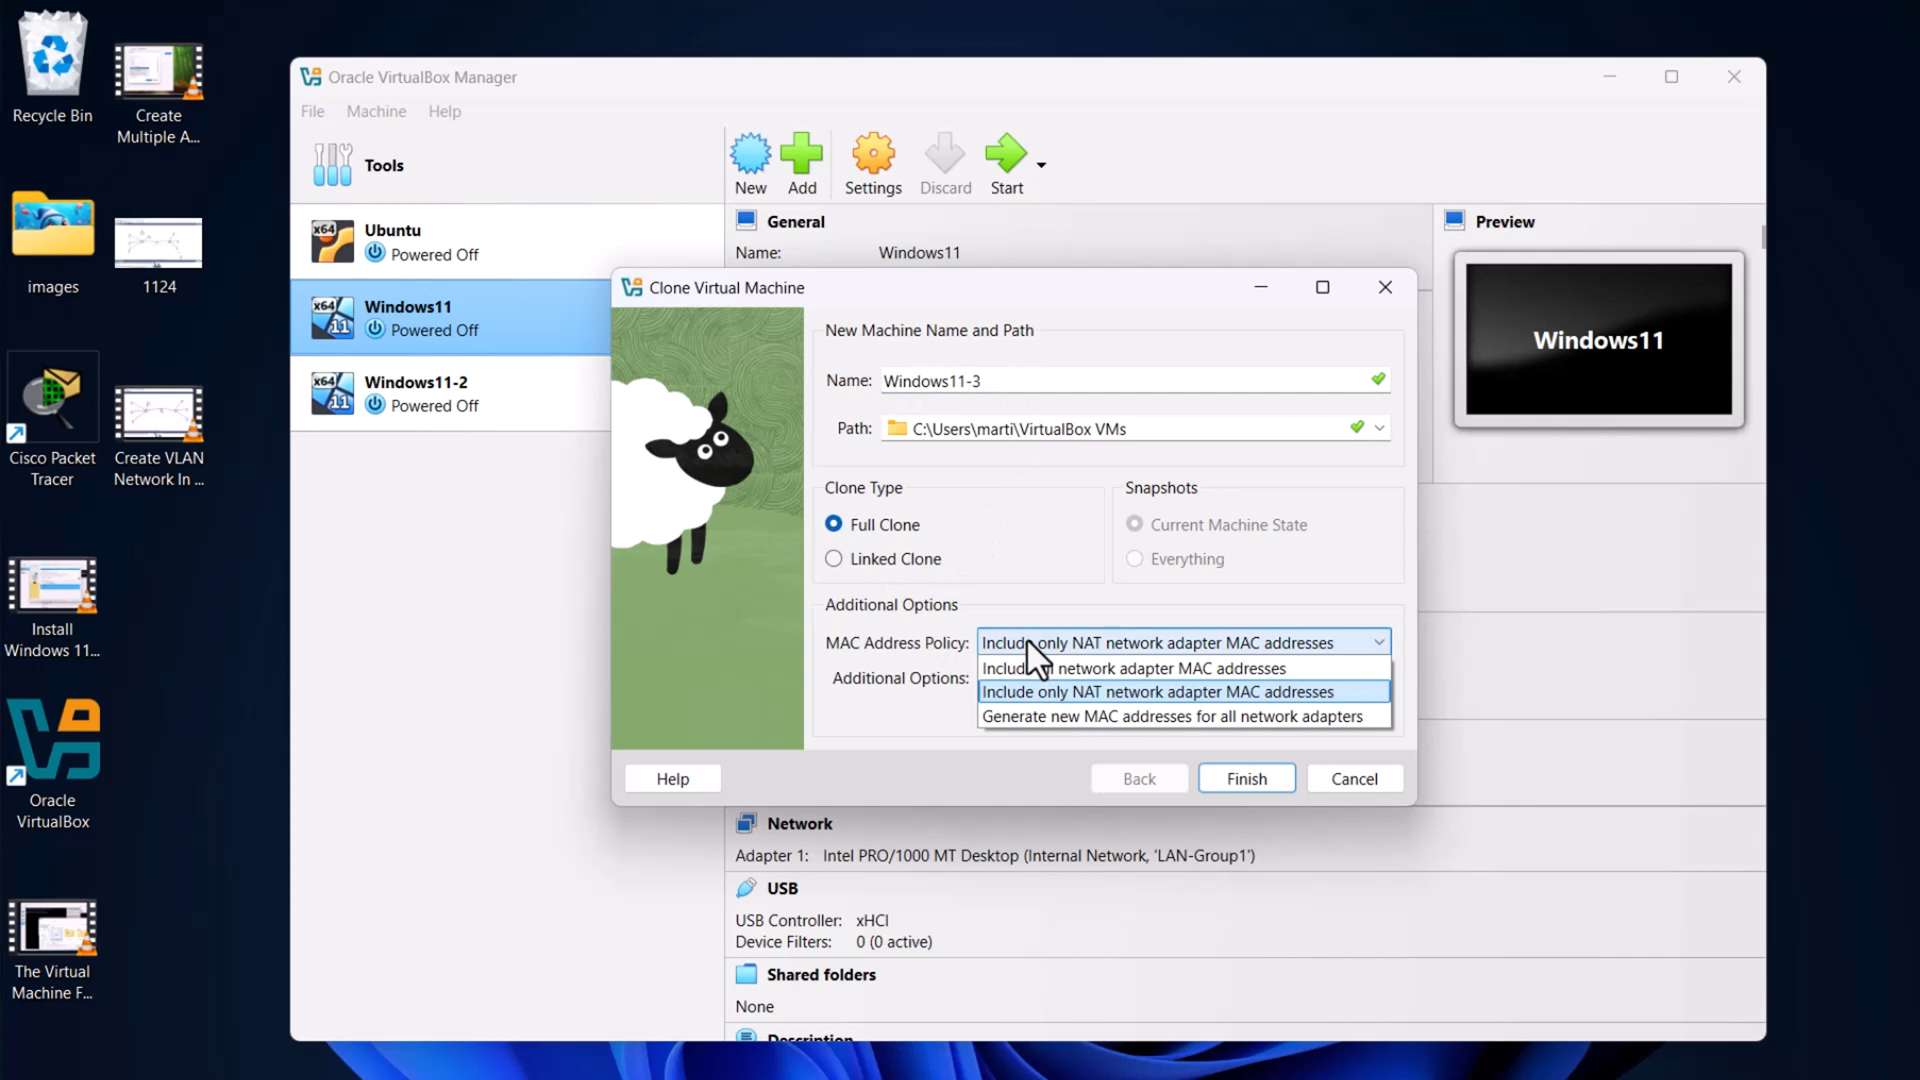 Recycle Bin
Create
Multiple A...
images
1124
Cisco Packet
Tracer
Create VLAN
Network In ...
Install
Windows 11...
Oracle
VirtualBox
The Virtual
Machine F...
Oracle VirtualBox Manager
File Machine Help
Tools
New Add Settings Discard Start
x64 Ubuntu
Powered Off
x64 Windows11
11 Powered Off
x64 Windows11-2
11 Powered Off
General
Name: Windows11
Preview
Windows11
Clone Virtual Machine
New Machine Name and Path
Name: Windows11-3
Path: C:\Users\marti\VirtualBox VMs
Clone Type
Full Clone
Linked Clone
Snapshots
Current Machine State
Everything
Additional Options
MAC Address Policy: Include only NAT network adapter MAC addresses
Include network adapter MAC addresses
Additional Options:
Include only NAT network adapter MAC addresses
Generate new MAC addresses for all network adapters
Help Back Finish Cancel
Network
Adapter 1: Intel PRO/1000 MT Desktop (Internal Network, 'LAN-Group1')
USB
USB Controller: xHCI
Device Filters: 0 (0 active)
Shared folders
None
Description